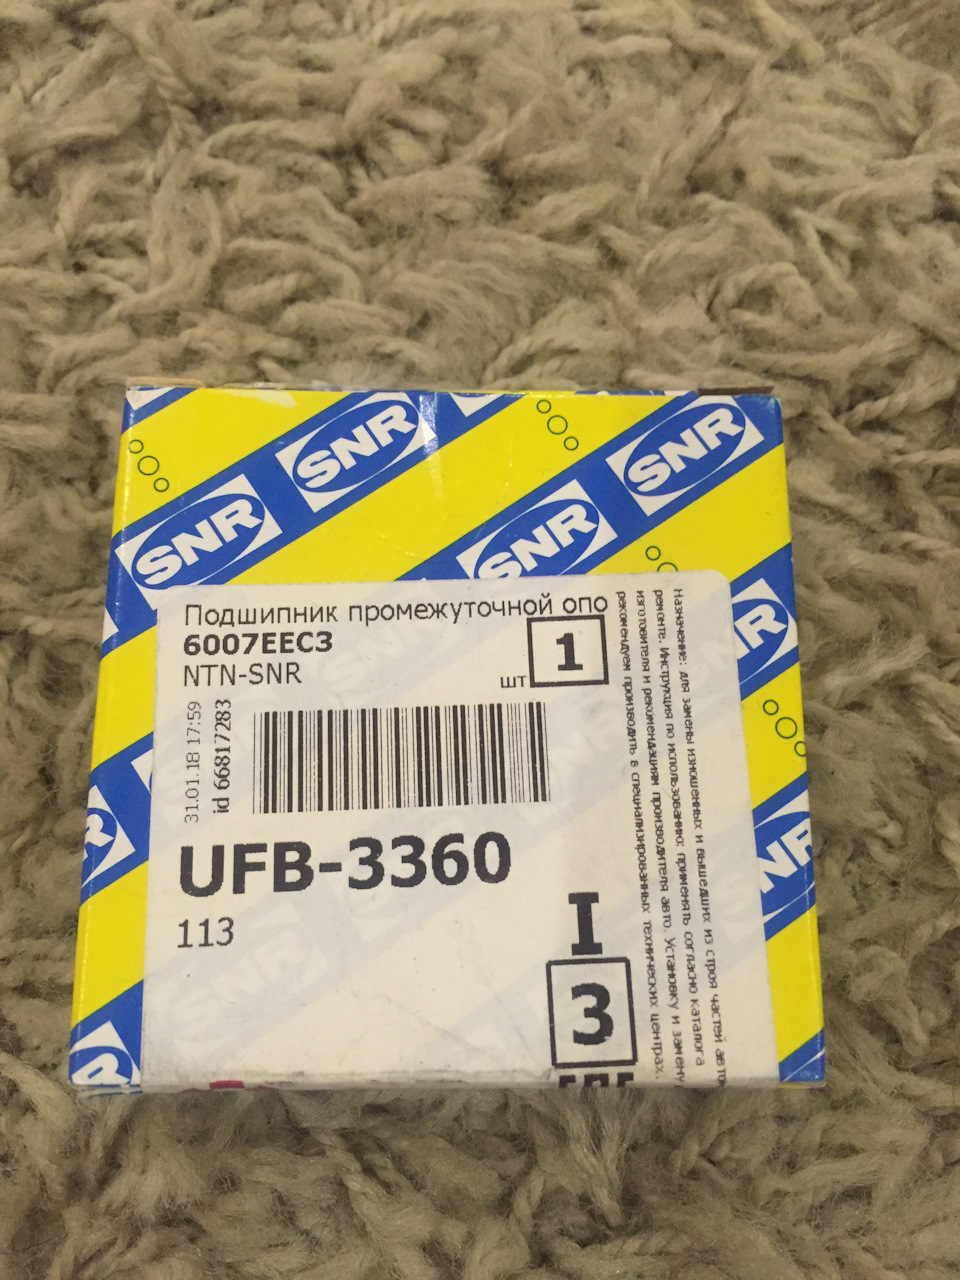 SNR
SNR
SNR
SNR
SNR
Подшипник промежуточной опо
6007EEC3
NTN-SNR
шт 1
31.01.18 17:59
id 66817283
UFB-3360
113
I
3
Назначение: для замены изношенных и вышедших из строя частей авто
ремонте. Инструкция по использованию: применять согласно каталога
изготовителя и рекомендациям производителя авто. Установку и замену
рекомендуем производить в специализированных технических центрах.